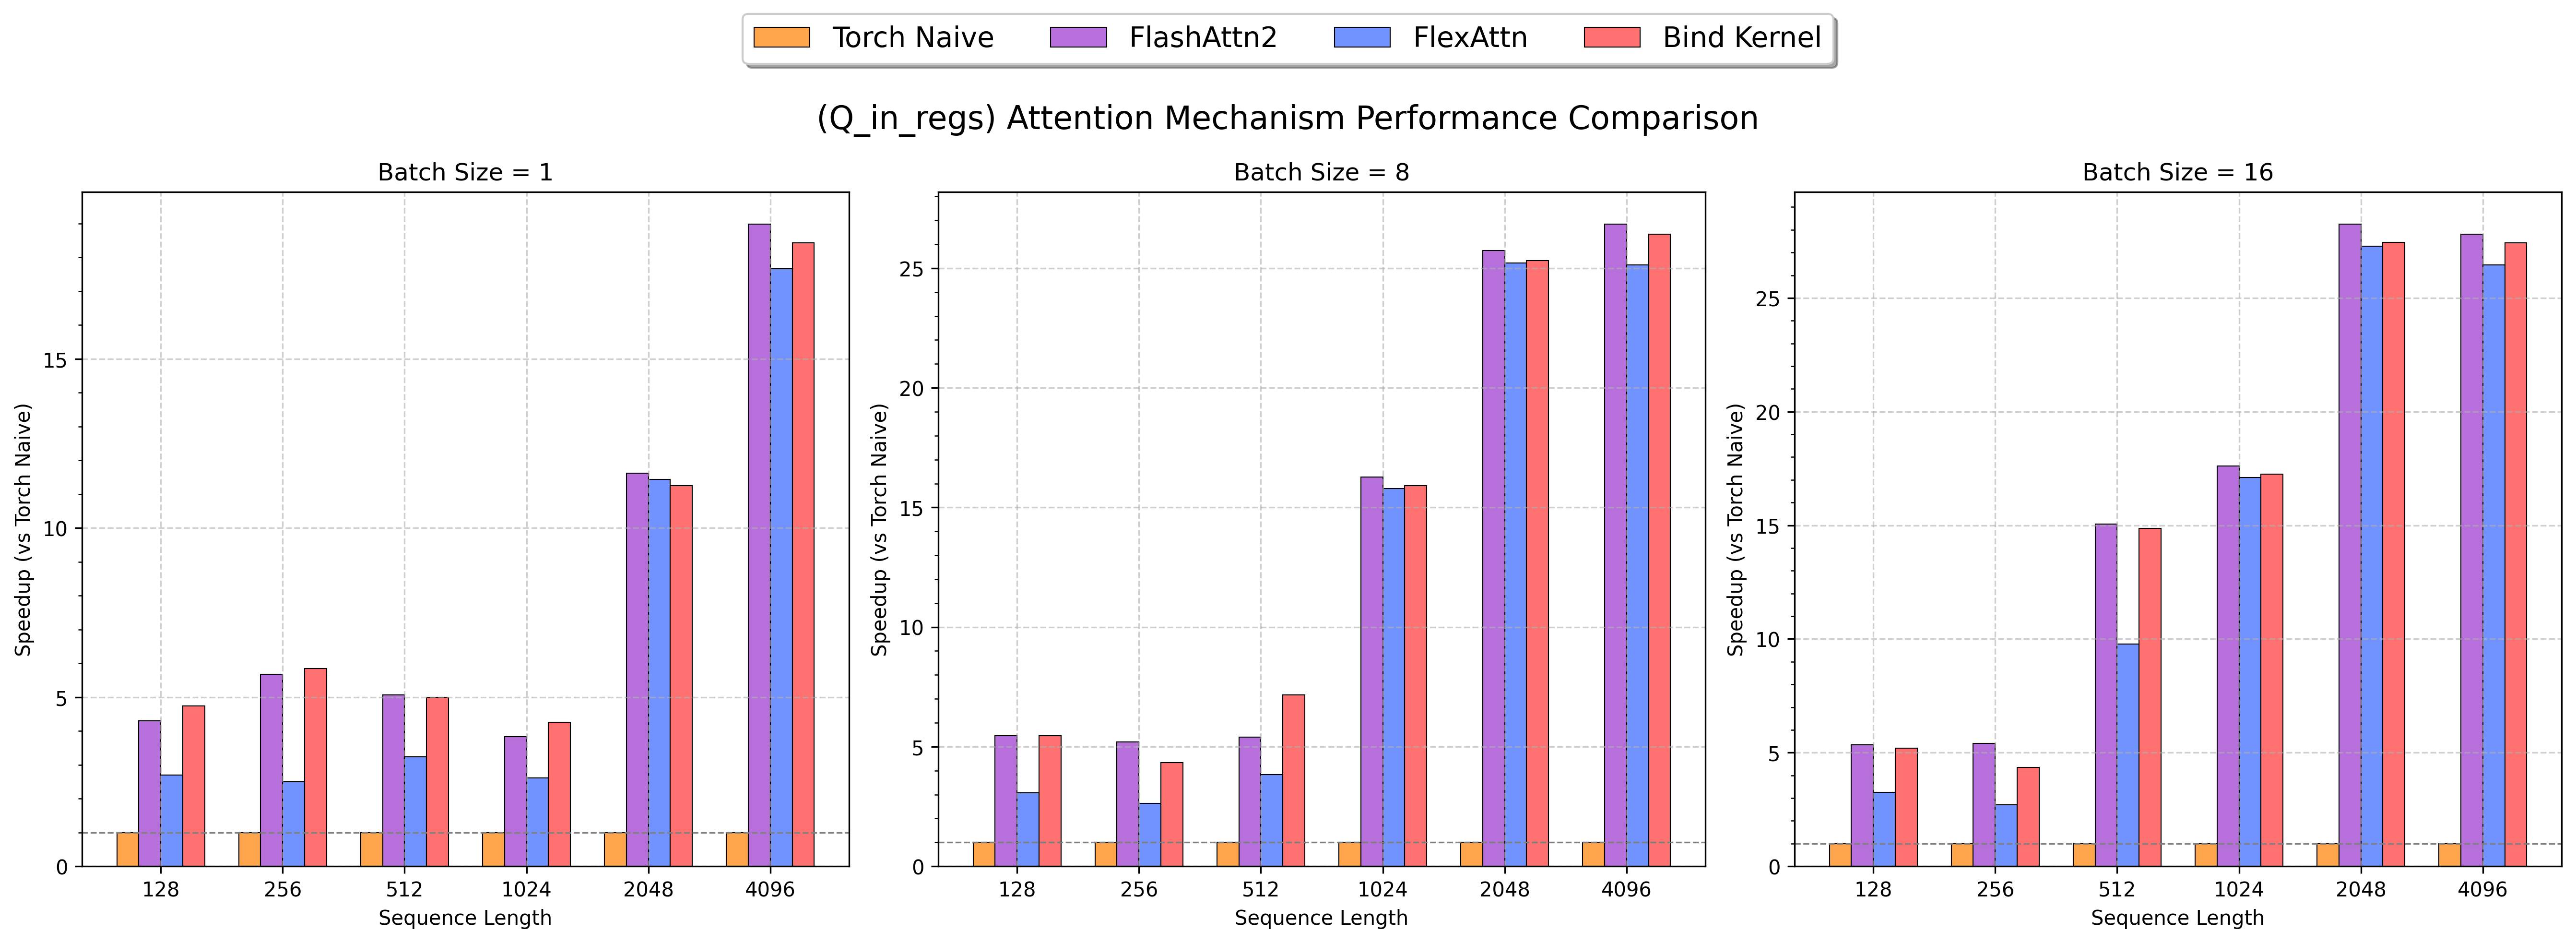 Torch Naive FlashAttn2 FlexAttn Bind Kernel
(Q_in_regs) Attention Mechanism Performance Comparison
Batch Size = 1
15
10
5
0
128 256 512 1024 2048 4096
Sequence Length
Speedup (vs Torch Naive)
Batch Size = 8
25
20
15
10
5
0
128 256 512 1024 2048 4096
Sequence Length
Speedup (vs Torch Naive)
Batch Size = 16
25
20
15
10
5
0
128 256 512 1024 2048 4096
Sequence Length
Speedup (vs Torch Naive)